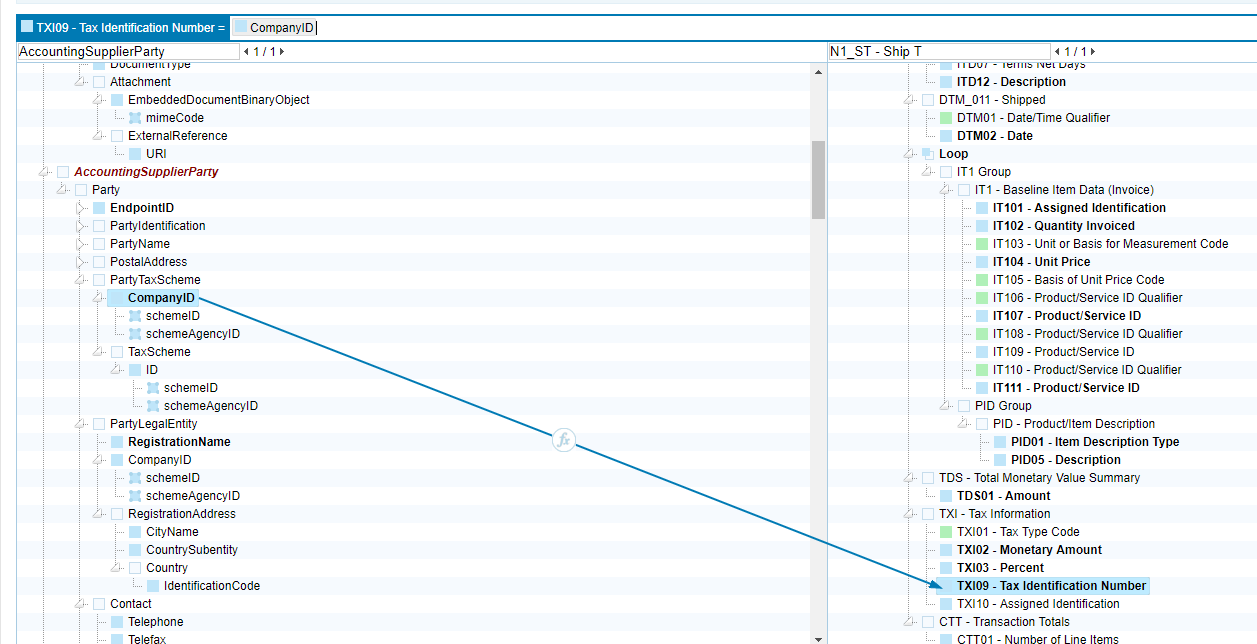 TXI09 - Tax Identification Number = CompanyID
AccountingSupplierParty 1 / 1
DocumentType
Attachment
EmbeddedDocumentBinaryObject
mimeCode
ExternalReference
URI
AccountingSupplierParty
Party
EndpointID
PartyIdentification
PartyName
PostalAddress
PartyTaxScheme
CompanyID
schemeID
schemeAgencyID
TaxScheme
ID
schemeID
schemeAgencyID
PartyLegalEntity
RegistrationName
CompanyID
schemeID
schemeAgencyID
RegistrationAddress
CityName
CountrySubentity
Country
IdentificationCode
Contact
Telephone
Telefax
fx
N1_ST - Ship T 1 / 1
ITD07 - Terms Net Days
ITD12 - Description
DTM_011 - Shipped
DTM01 - Date/Time Qualifier
DTM02 - Date
Loop
IT1 Group
IT1 - Baseline Item Data (Invoice)
IT101 - Assigned Identification
IT102 - Quantity Invoiced
IT103 - Unit or Basis for Measurement Code
IT104 - Unit Price
IT105 - Basis of Unit Price Code
IT106 - Product/Service ID Qualifier
IT107 - Product/Service ID
IT108 - Product/Service ID Qualifier
IT109 - Product/Service ID
IT110 - Product/Service ID Qualifier
IT111 - Product/Service ID
PID Group
PID - Product/Item Description
PID01 - Item Description Type
PID05 - Description
TDS - Total Monetary Value Summary
TDS01 - Amount
TXI - Tax Information
TXI01 - Tax Type Code
TXI02 - Monetary Amount
TXI03 - Percent
TXI09 - Tax Identification Number
TXI10 - Assigned Identification
CTT - Transaction Totals
CTT01 - Number of Line Items